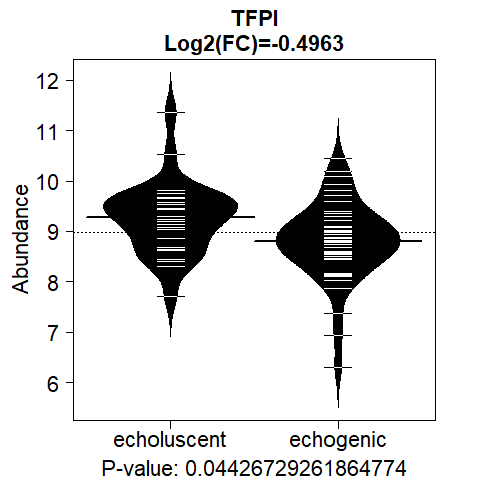 TFPI
Log2(FC)=-0.4963
12
11
10
9
8
7
6
Abundance
echoluscent echogenic
P-value: 0.04426729261864774